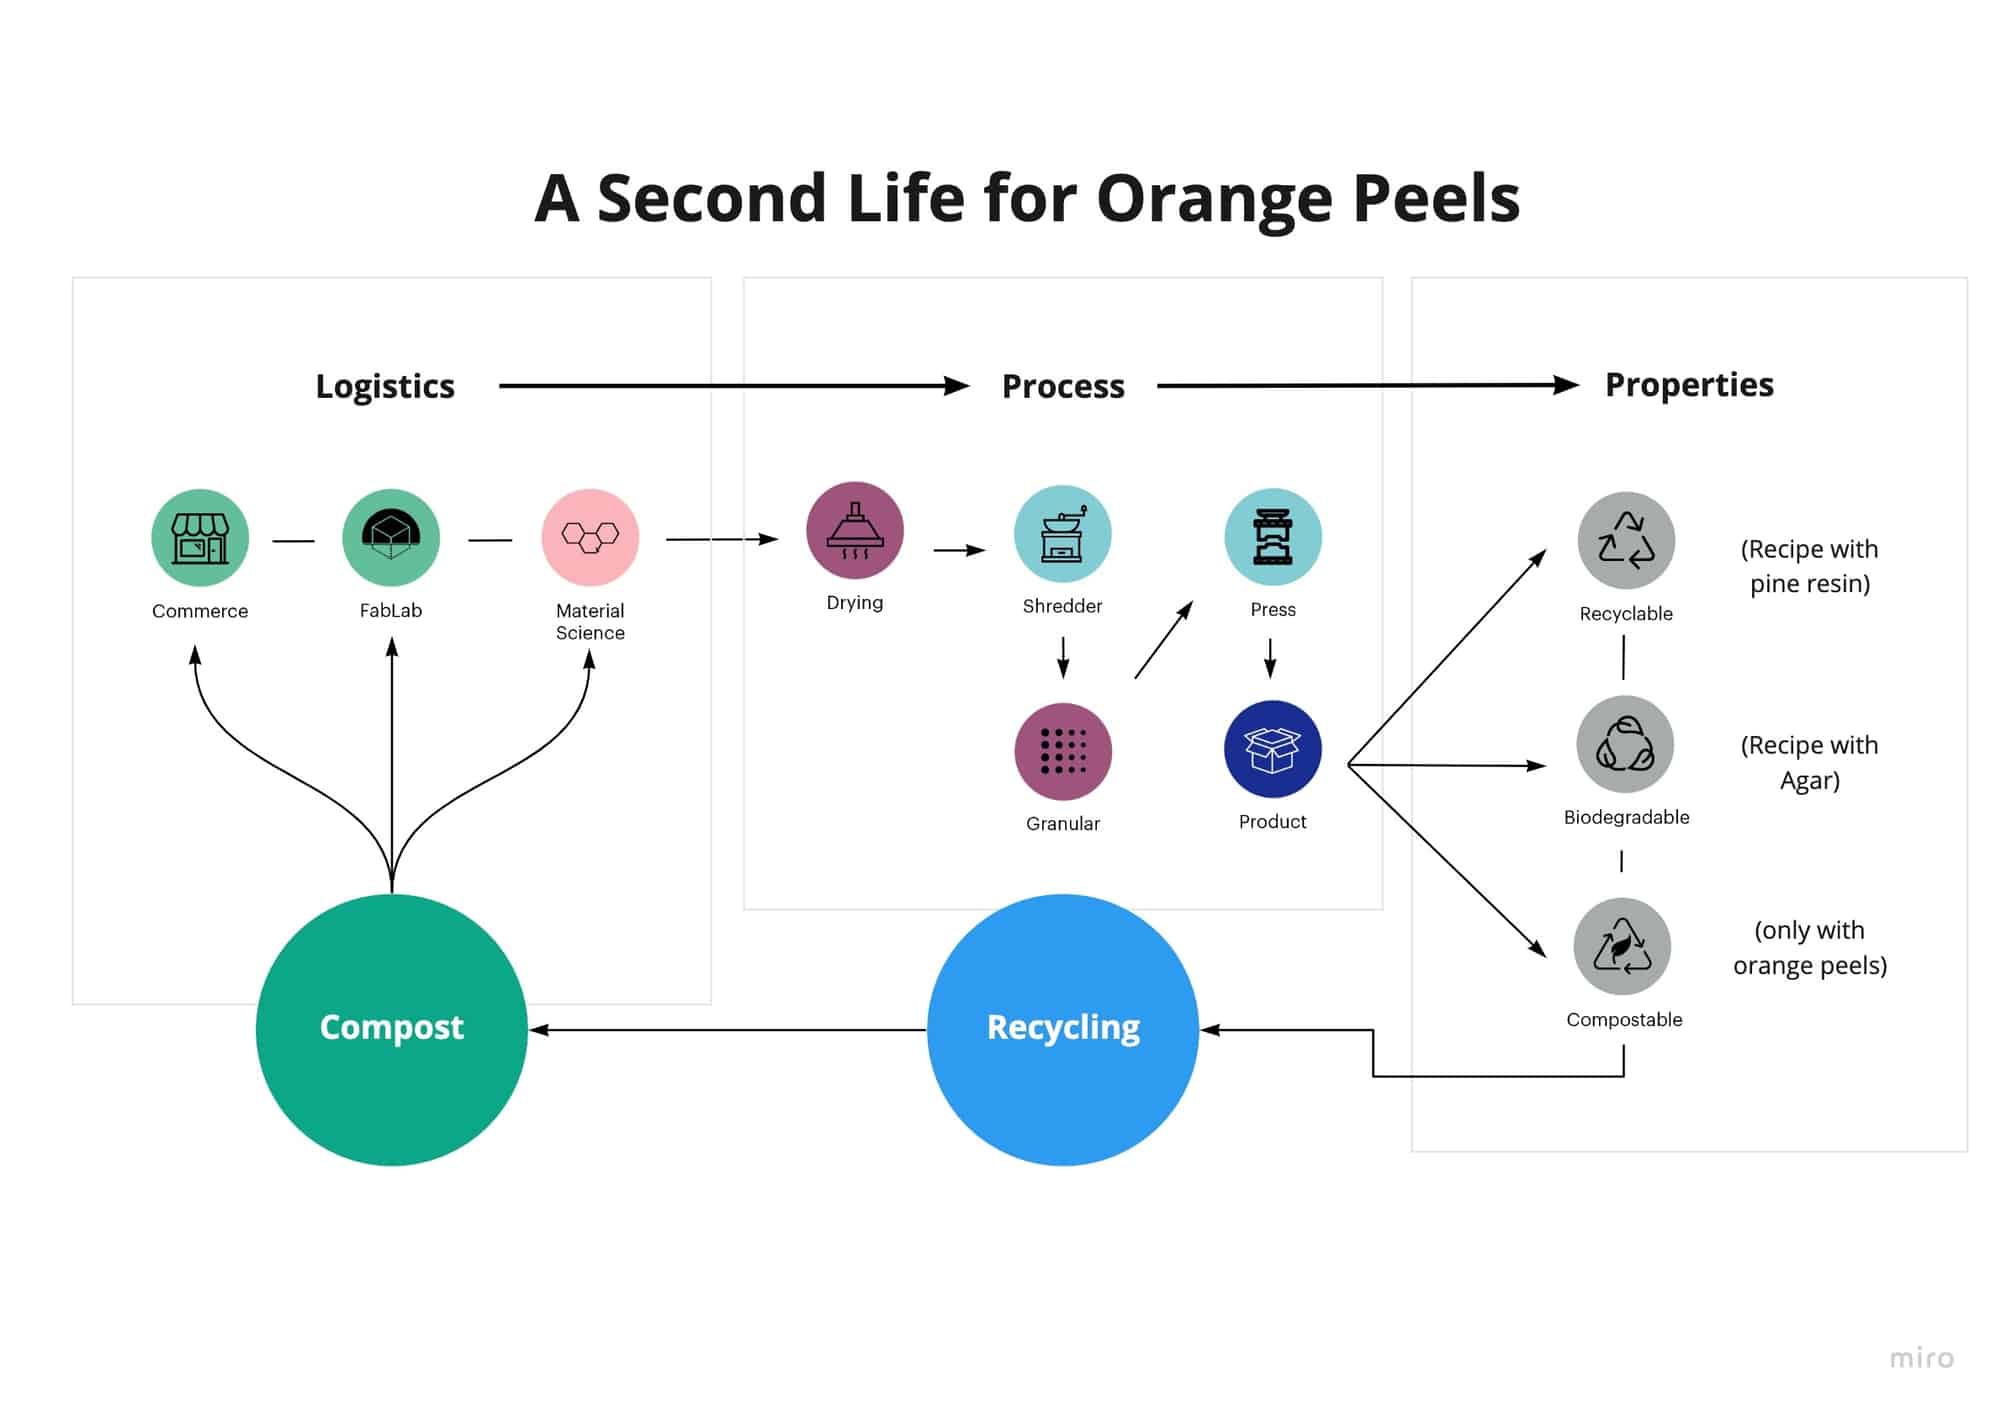 A Second Life for Orange Peels
Logistics
Process
Properties
Commerce
FabLab
Material
Science
Drying
Shredder
Press
Granular
Product
Recyclable
(Recipe with
pine resin)
Biodegradable
(Recipe with
Agar)
Compostable
(only with
orange peels)
Compost
Recycling
miro